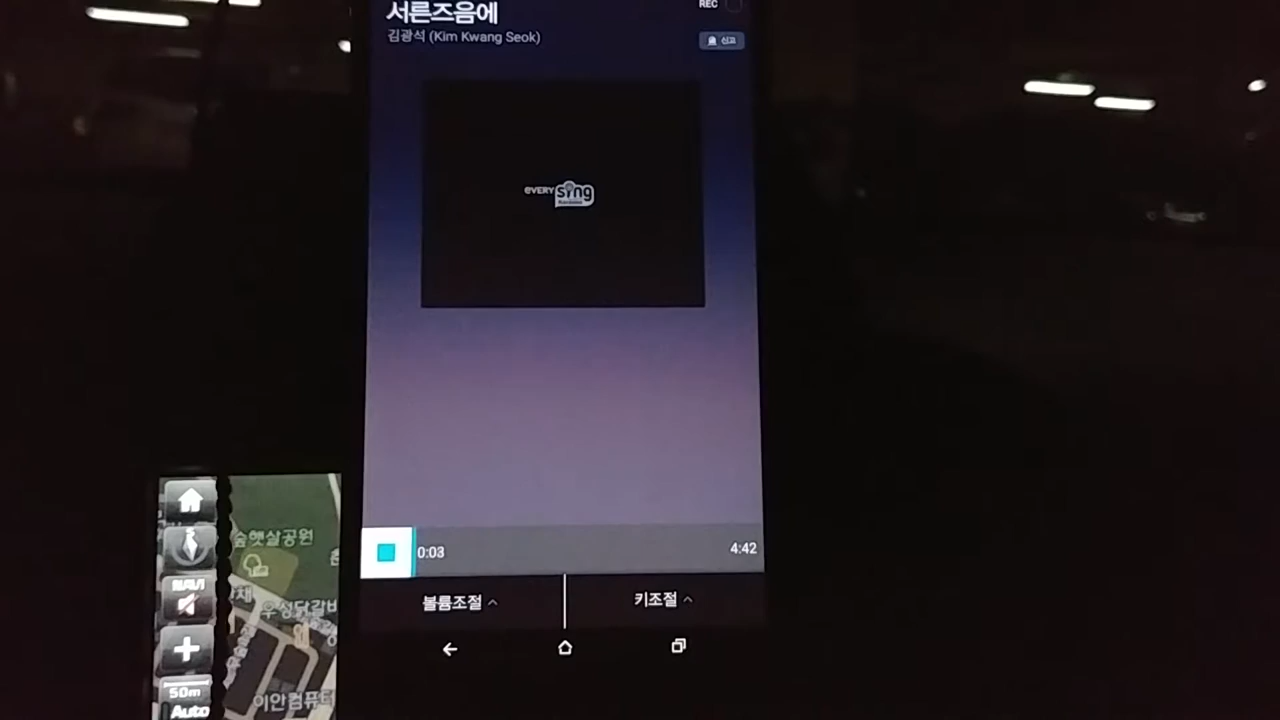 서른즈음에
REC
김광석 (Kim Kwang Seok)
신고
eVERY sing
0:03
4:42
볼륨조절
키조절
숲햇살공원
우성닭갈비
50m
이안컴퓨터
Auto